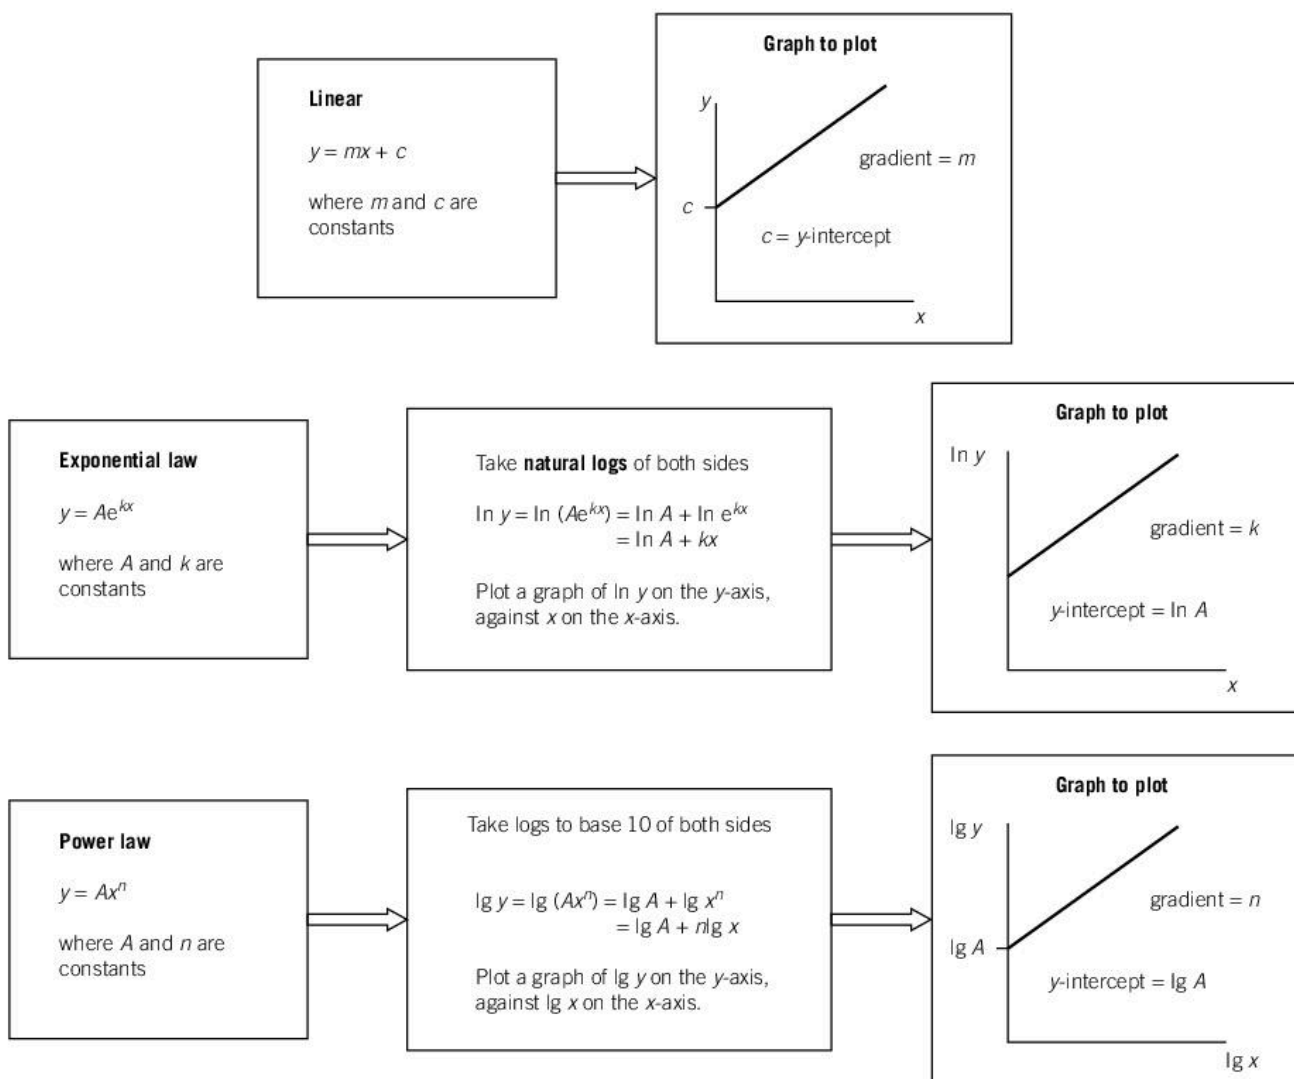 Linear
y = mx + c
where m and c are
constants
Graph to plot
y
gradient = m
c
c = y-intercept
x
Exponential law
y = Ae^{kx}
where A and k are
constants
Take natural logs of both sides
ln y = ln (Ae^{kx}) = ln A + ln e^{kx}
= ln A + kx
Plot a graph of ln y on the y-axis,
against x on the x-axis.
Graph to plot
ln y
gradient = k
y-intercept = ln A
x
Power law
y = Ax^n
where A and n are
constants
Take logs to base 10 of both sides
lg y = lg (Ax^n) = lg A + lg x^n
= lg A + nlg x
Plot a graph of lg y on the y-axis,
against lg x on the x-axis.
Graph to plot
lg y
gradient = n
lg A
y-intercept = lg A
lg x